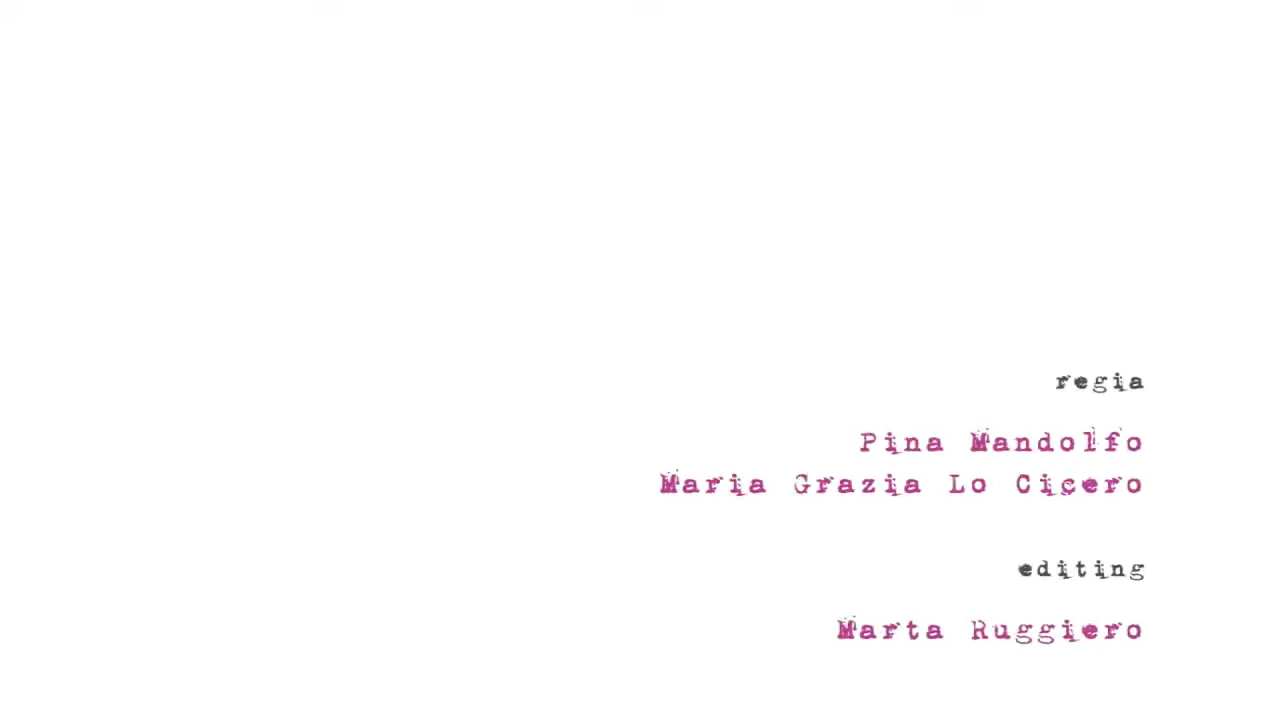 regia
Pina Mandolfo
Maria Grazia Lo Cicero
editing
Marta Ruggiero